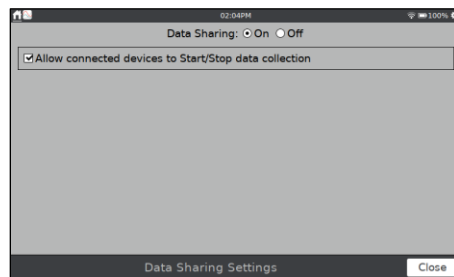 02:04PM
100%
Data Sharing: On Off
Allow connected devices to Start/Stop data collection
Data Sharing Settings
Close